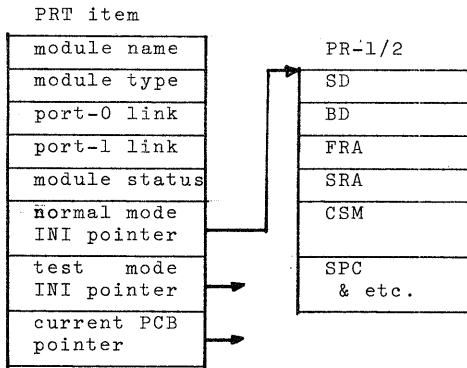 PRT item
module name
module type
port-0 link
port-1 link
module status
normal mode
INI pointer
test mode
INI pointer
current PCB
pointer
PR-1/2
SD
BD
FRA
SRA
CSM
SPC
& etc.